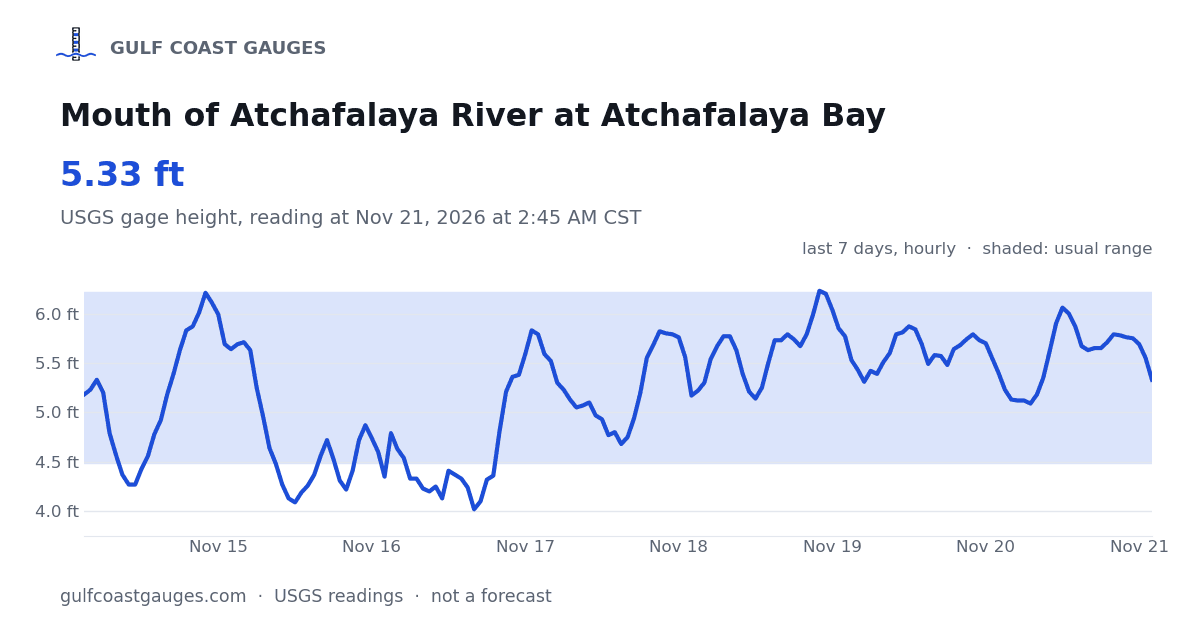 GULF COAST GAUGES
Mouth of Atchafalaya River at Atchafalaya Bay
5.33 ft
USGS gage height, reading at Nov 21, 2026 at 2:45 AM CST
last 7 days, hourly · shaded: usual range
6.0 ft
5.5 ft
5.0 ft
4.5 ft
4.0 ft
Nov 15 Nov 16 Nov 17 Nov 18 Nov 19 Nov 20 Nov 21
gulfcoastgauges.com · USGS readings · not a forecast